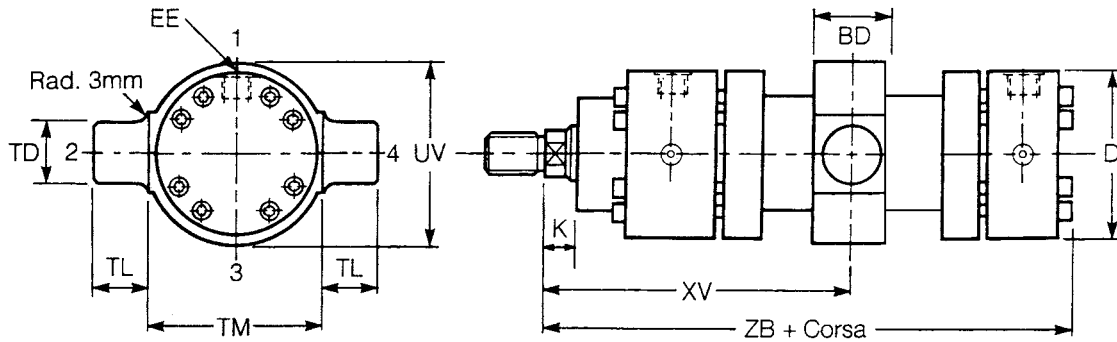 EE
1
Rad. 3mm
TD
2
4
UV
3
TL
TL
TM
BD
D
K
XV
ZB + Corsa